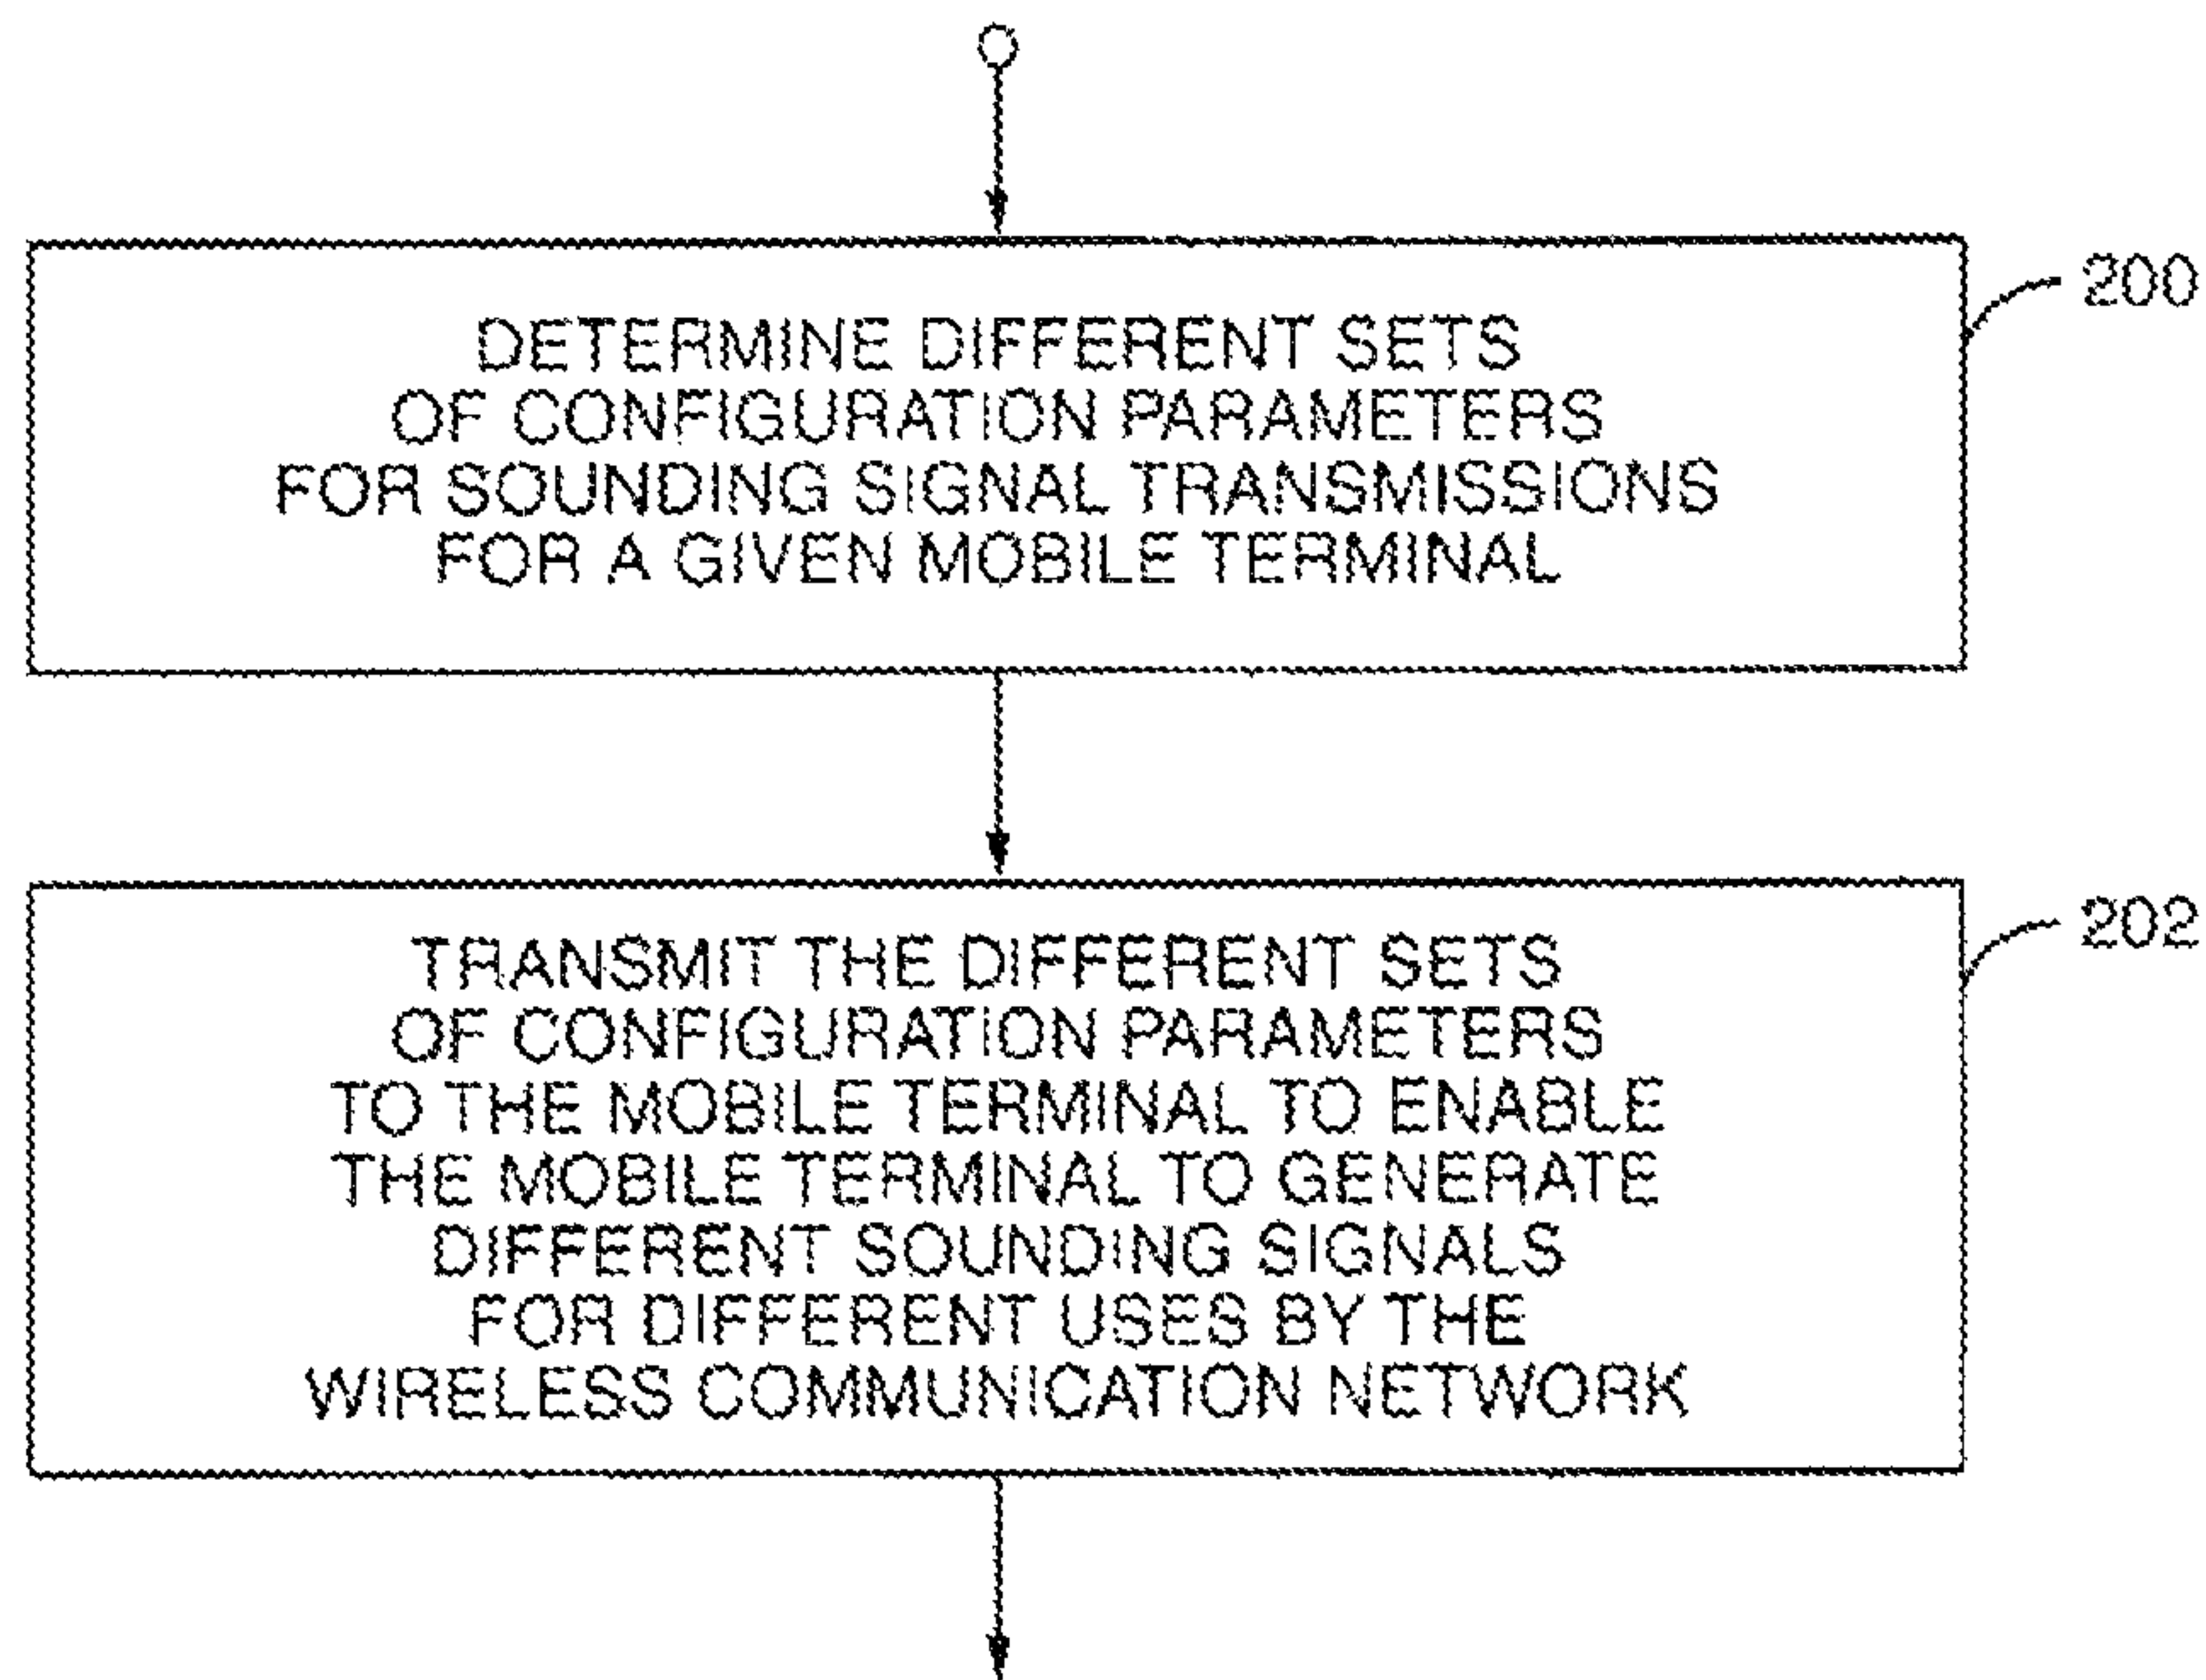 200
DETERMINE DIFFERENT SETS
OF CONFIGURATION PARAMETERS
FOR SOUNDING SIGNAL TRANSMISSIONS
FOR A GIVEN MOBILE TERMINAL
202
TRANSMIT THE DIFFERENT SETS
OF CONFIGURATION PARAMETERS
TO THE MOBILE TERMINAL TO ENABLE
THE MOBILE TERMINAL TO GENERATE
DIFFERENT SOUNDING SIGNALS
FOR DIFFERENT USES BY THE
WIRELESS COMMUNICATION NETWORK